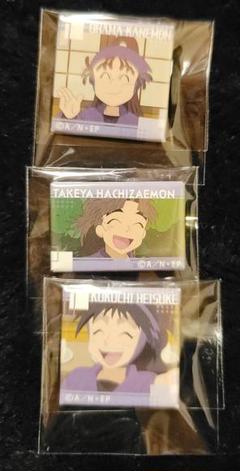 OHAMA KANEMON
©A/N・EP
TAKEYA HACHIZAEMON
©A/N・EP
KUKUCHI HEISUKE
©A/N・EP